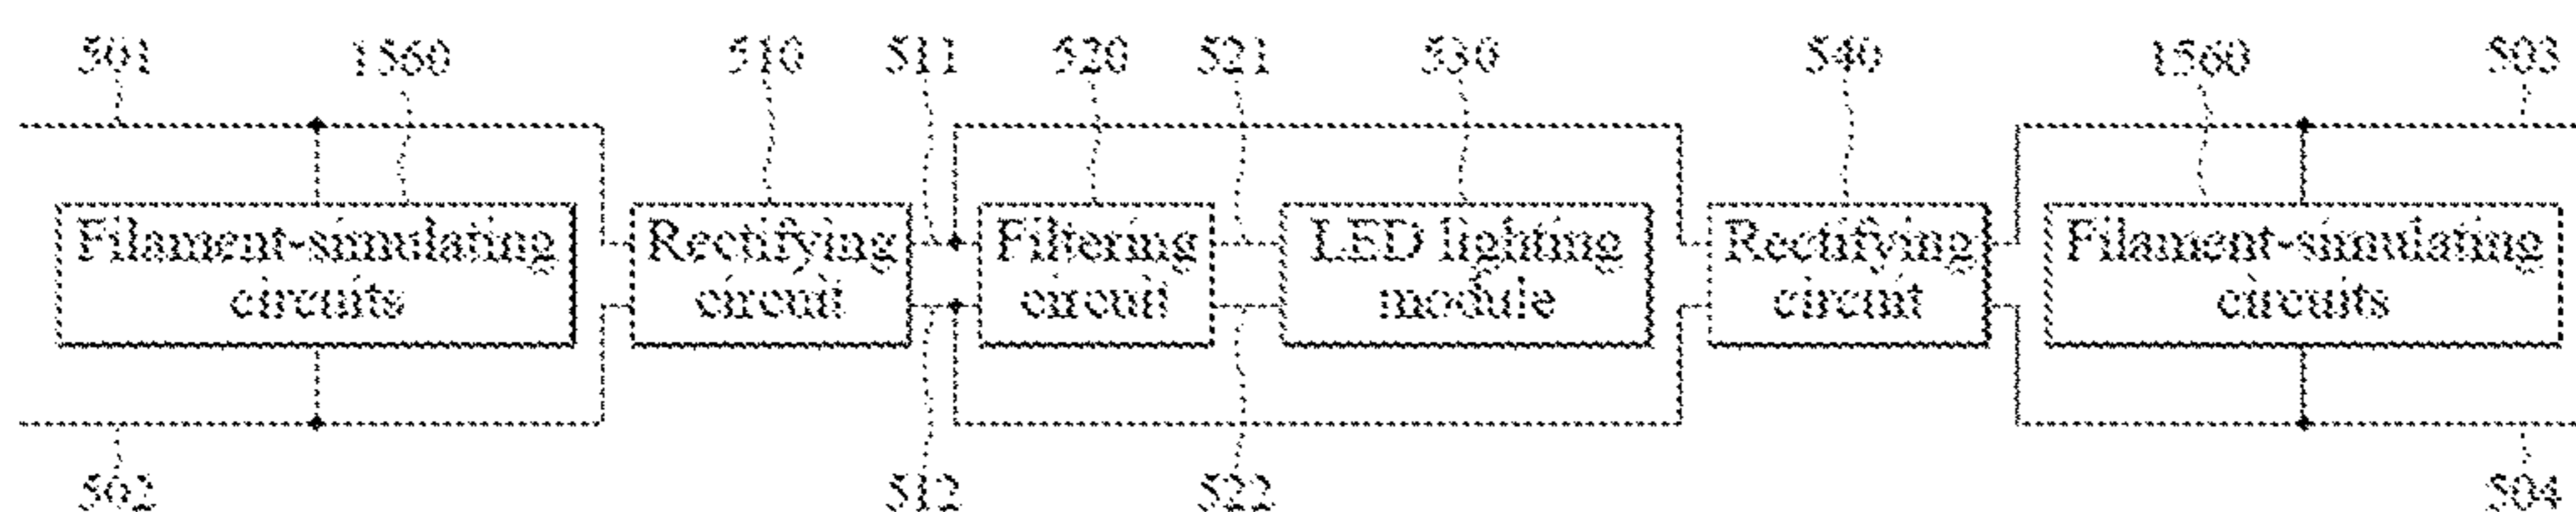 501 1560 510 511 520 521 530 540 1560 503
Filament-simulating circuits
Rectifying circuit
Filtering circuit
LED lighting module
Rectifying circuit
Filament-simulating circuits
502 512 522 504